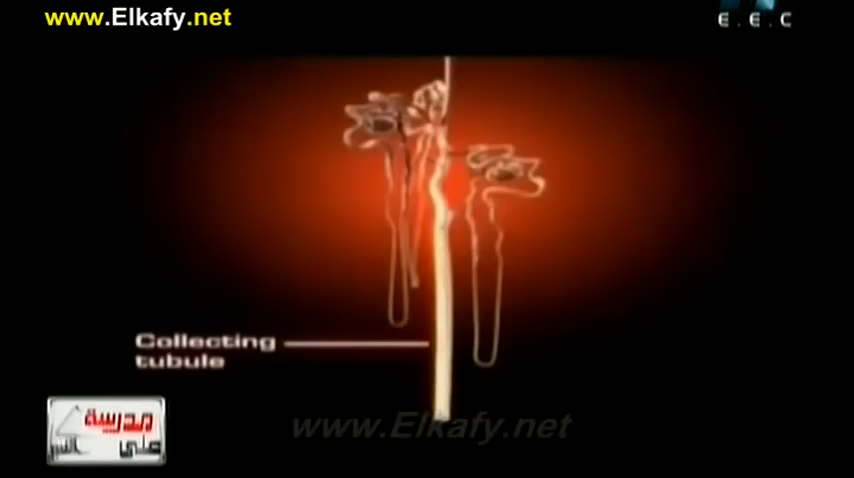 www.Elkafy.net
E.E.C
Collecting
tubule
مدرسة
على
www.Elkafy.net